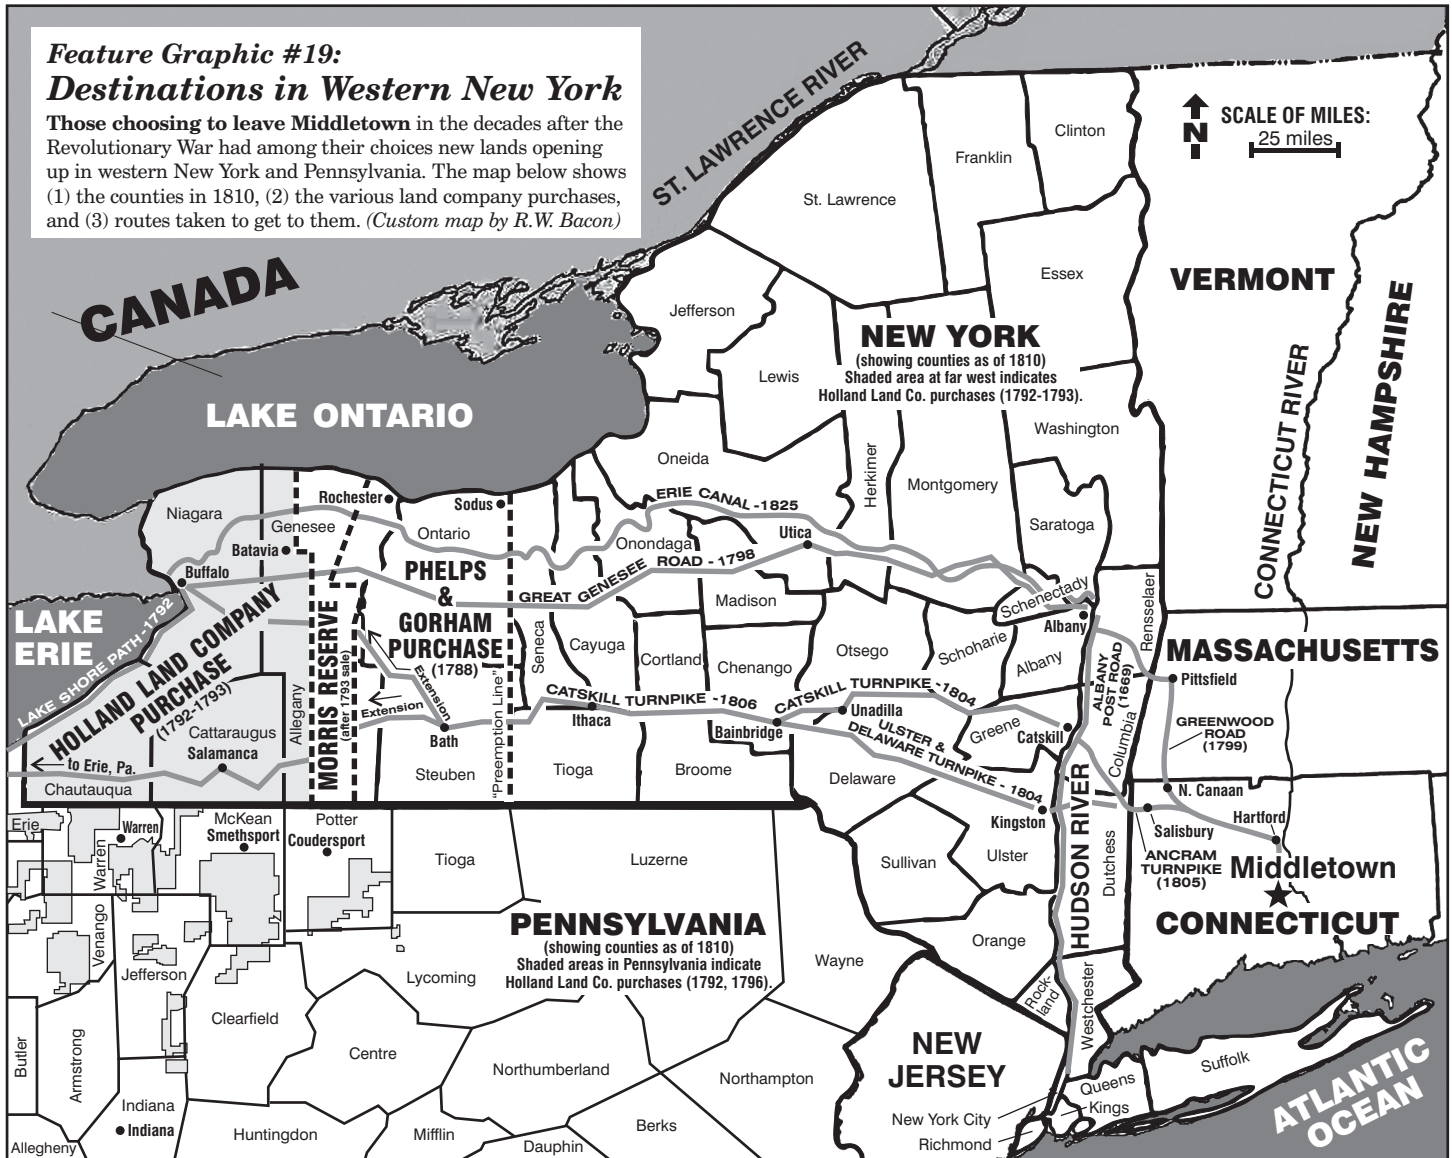 Feature Graphic #19:
Destinations in Western New York
Those choosing to leave Middletown in the decades after the
Revolutionary War had among their choices new lands opening
up in western New York and Pennsylvania. The map below shows
(1) the counties in 1810, (2) the various land company purchases,
and (3) routes taken to get to them. (Custom map by R.W. Bacon)
N
SCALE OF MILES:
25 miles
ST. LAWRENCE RIVER
CANADA
LAKE ONTARIO
Clinton
Franklin
St. Lawrence
Essex
Jefferson
Lewis
VERMONT
NEW HAMPSHIRE
CONNECTICUT RIVER
CONNECTICUT RIVER
NEW YORK
(showing counties as of 1810)
Shaded area at far west indicates
Holland Land Co. purchases (1792-1793).
Washington
Oneida
Herkimer
Montgomery
Saratoga
Niagara
Genesee
Rochester
Sodus
Ontario
Batavia
Buffalo
ERIE CANAL -1825
Onondaga
Utica
GREAT GENESEE ROAD - 1798
Madison
Schenectady
Albany
Rensselaer
LAKE
ERIE
LAKE SHORE PATH -1792
HOLLAND LAND COMPANY
PURCHASE
(1792-1793)
PHELPS
&
GORHAM
PURCHASE
(1788)
MORRIS RESERVE
(after 1793 sale)
Allegany
"Preemption Line"
Extension
Extension
Bath
Steuben
Seneca
Cayuga
Cortland
Chenango
Otsego
Schoharie
Albany
ALBANY
POST ROAD
(1669)
Columbia
MASSACHUSETTS
Pittsfield
GREENWOOD
ROAD
(1799)
CATSKILL TURNPIKE -1806
Ithaca
Bainbridge
CATSKILL TURNPIKE -1804
Unadilla
ULSTER &
DELAWARE TURNPIKE - 1804
Greene
Catskill
Cattaraugus
Salamanca
to Erie, Pa.
Chautauqua
Tioga
Broome
Delaware
Kingston
HUDSON RIVER
Dutchess
N. Canaan
Salisbury
Hartford
ANCRAM
TURNPIKE
(1805)
Middletown
CONNECTICUT
Sullivan
Ulster
Orange
Rock-
land
Westchester
Erie
Warren
Warren
McKean
Smethsport
Potter
Coudersport
Tioga
Luzerne
Venango
Jefferson
PENNSYLVANIA
(showing counties as of 1810)
Shaded areas in Pennsylvania indicate
Holland Land Co. purchases (1792, 1796).
Wayne
Lycoming
Clearfield
Centre
Northumberland
Northampton
Butler
Armstrong
Indiana
Indiana
Allegheny
Huntingdon
Mifflin
Dauphin
Berks
NEW
JERSEY
New York City
Richmond
Queens
Kings
Suffolk
ATLANTIC
OCEAN